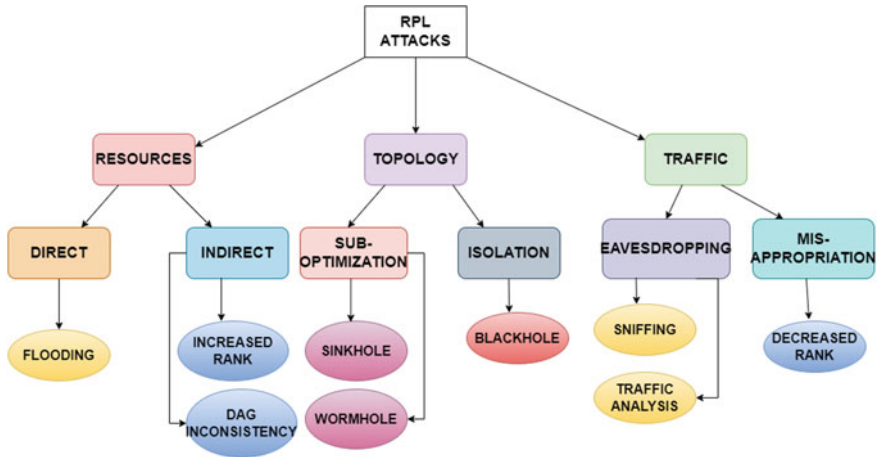 RPL
ATTACKS
RESOURCES
TOPOLOGY
TRAFFIC
DIRECT
INDIRECT
SUB-
OPTIMIZATION
ISOLATION
EAVESDROPPING
MIS-
APPROPRIATION
FLOODING
INCREASED
RANK
SINKHOLE
BLACKHOLE
SNIFFING
DECREASED
RANK
DAG
INCONSISTENCY
WORMHOLE
TRAFFIC
ANALYSIS